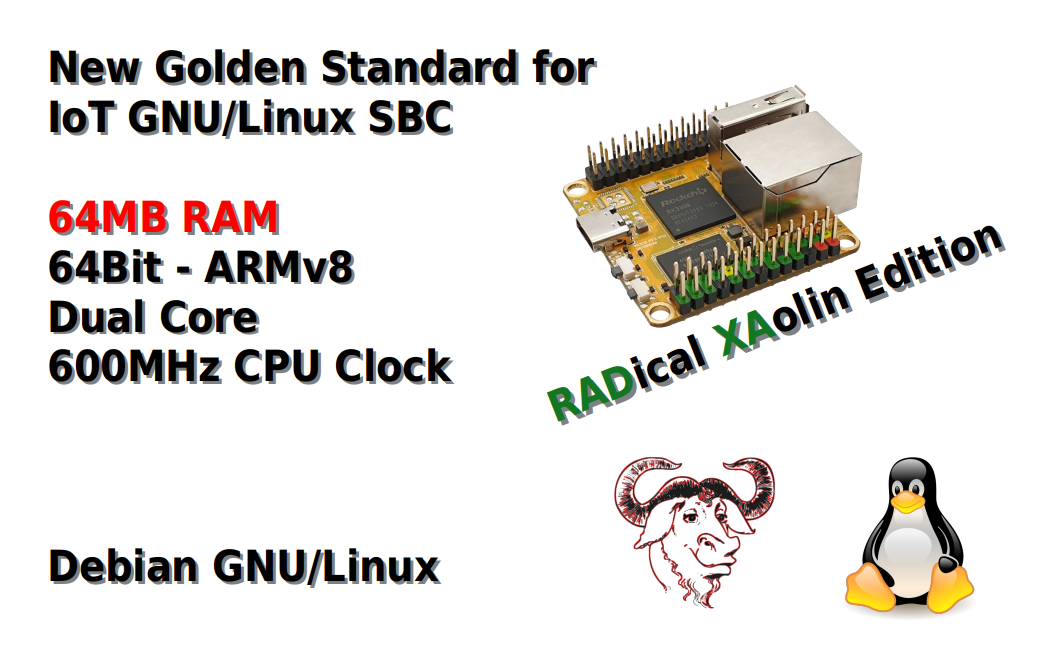 New Golden Standard for
IoT GNU/Linux SBC
64MB RAM
64Bit - ARMv8
Dual Core
600MHz CPU Clock
RADical XAolin Edition
Debian GNU/Linux